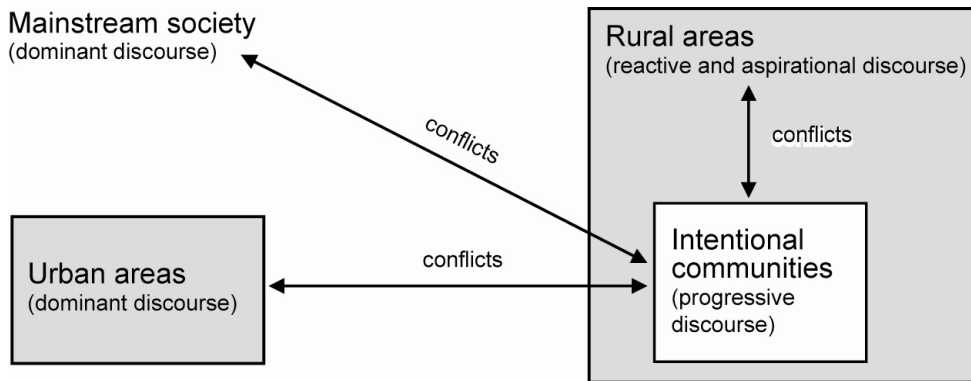 Mainstream society
(dominant discourse)
Rural areas
(reactive and aspirational discourse)
conflicts
conflicts
Intentional
communities
(progressive
discourse)
conflicts
Urban areas
(dominant discourse)